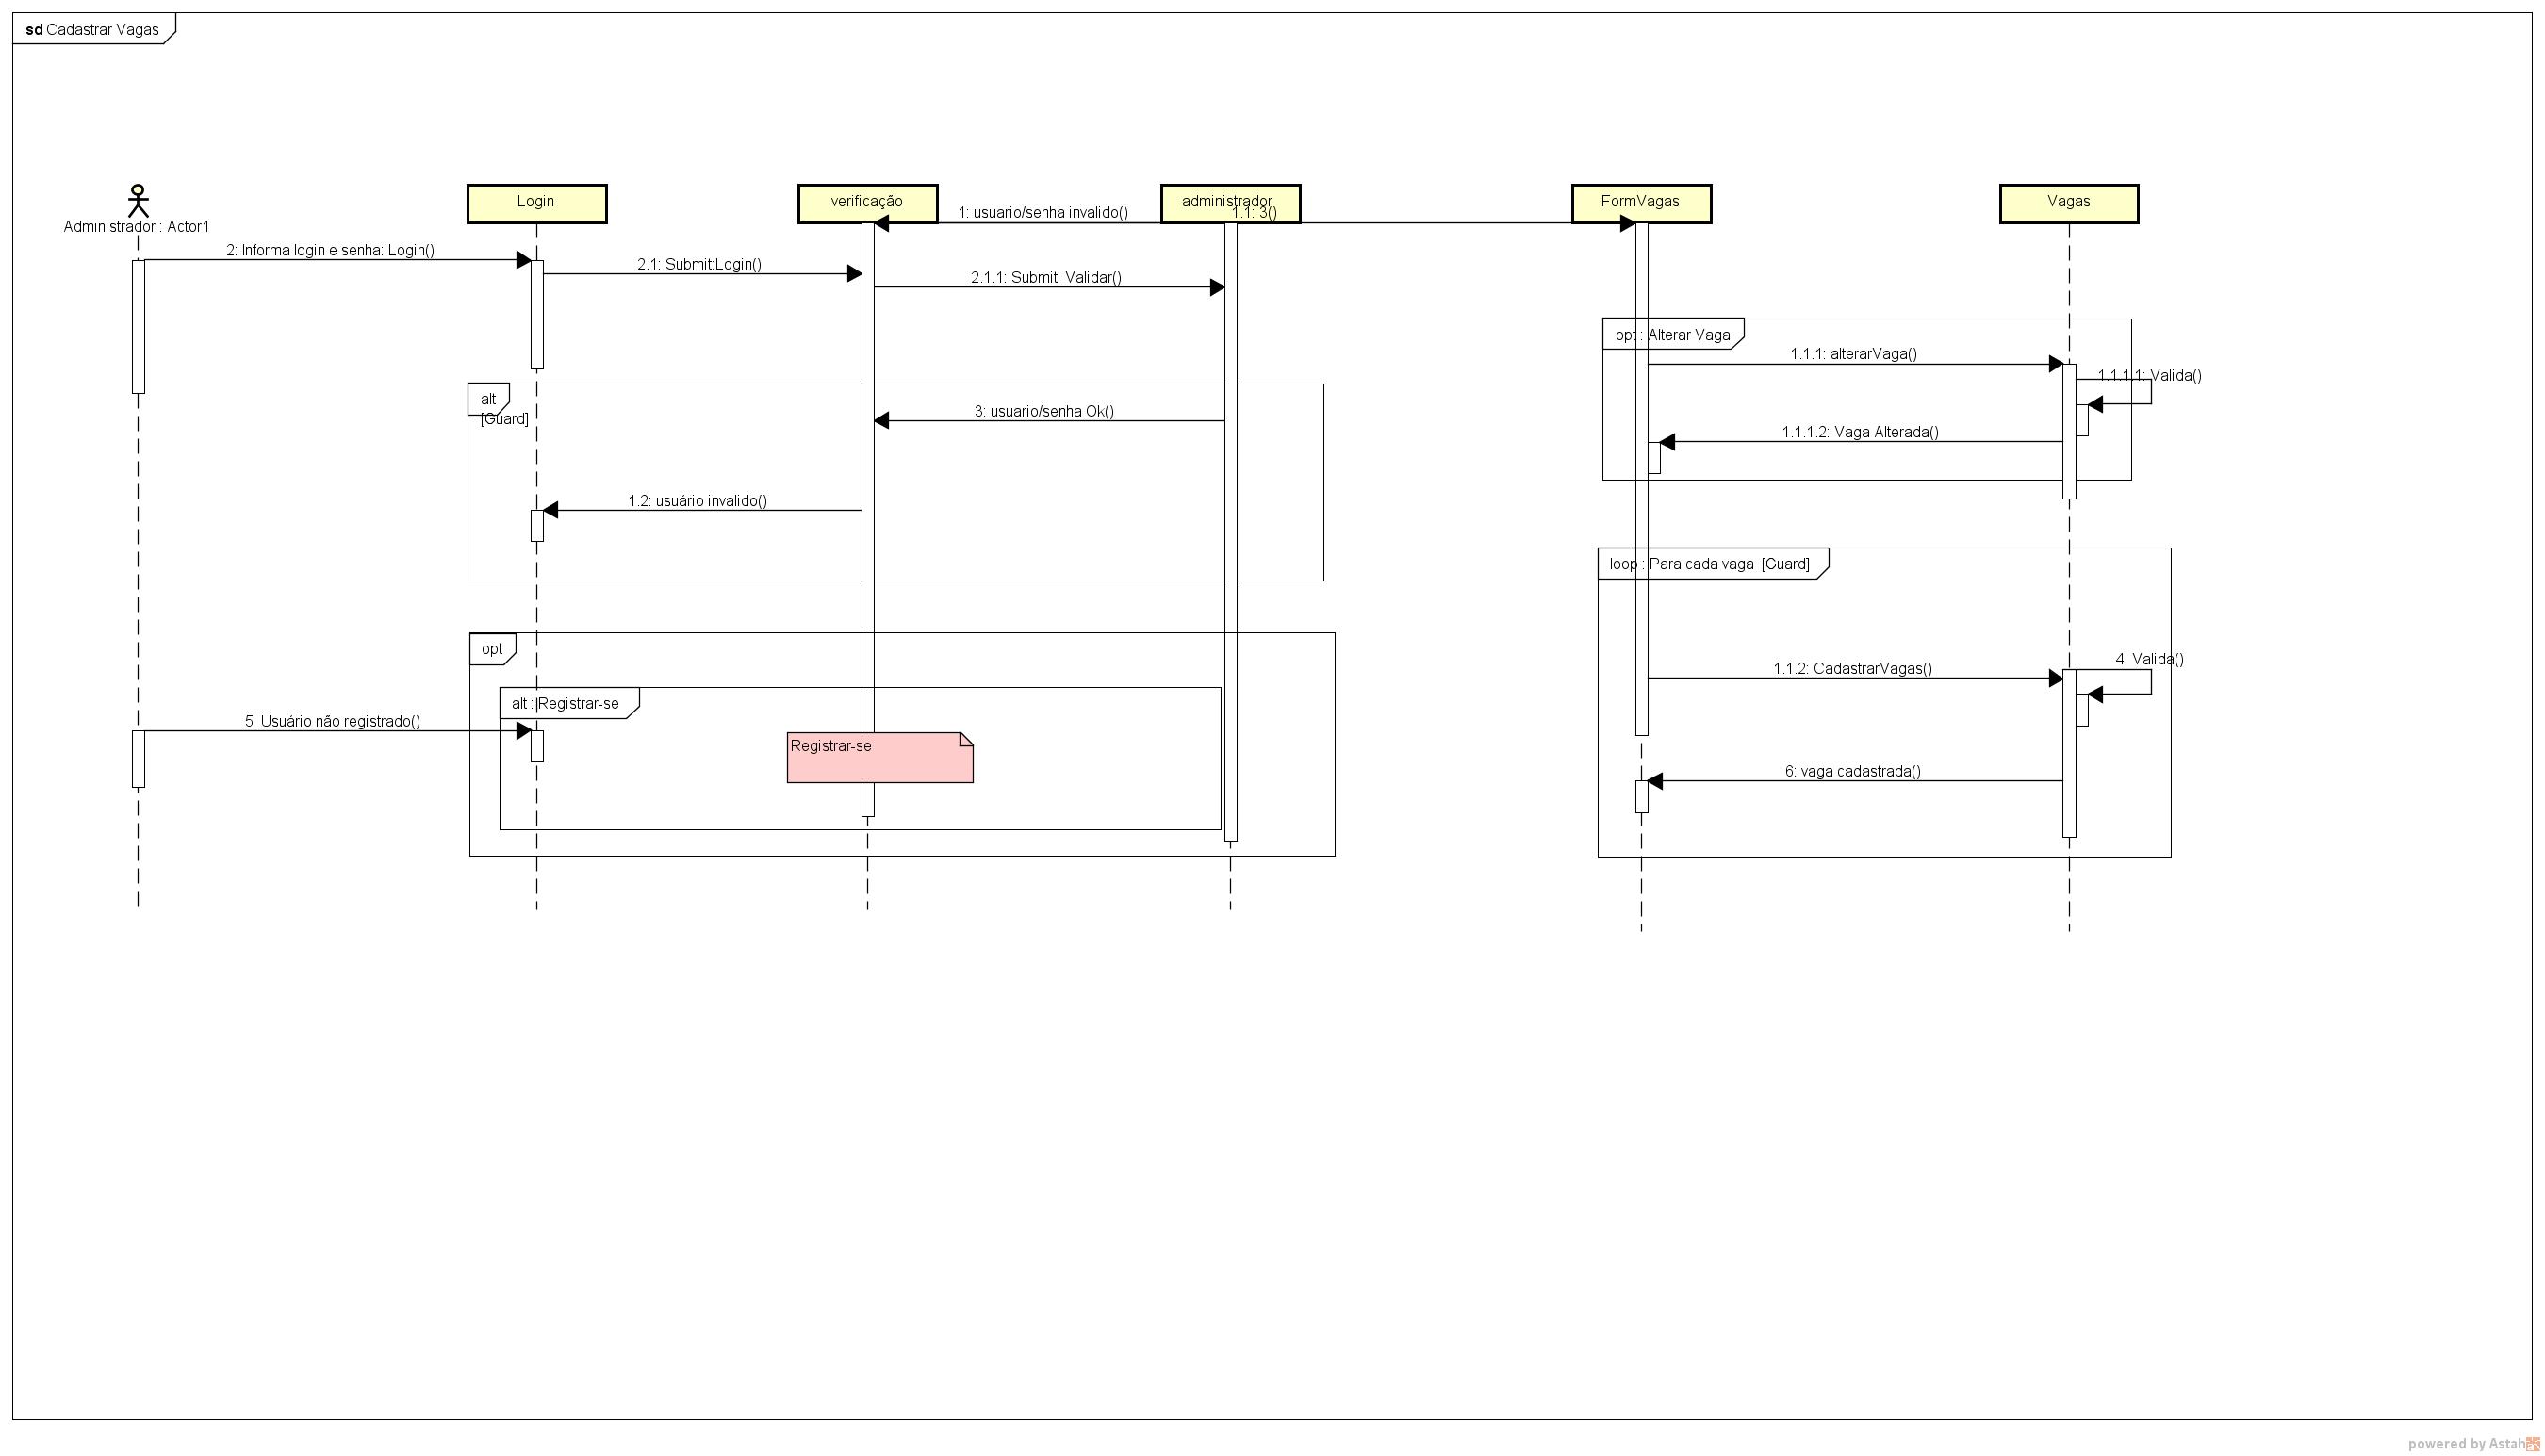 sd Cadastrar Vagas
Administrador : Actor1
Login
verificação
administrador
FormVagas
Vagas
1: usuario/senha invalido()
1.1: 3()
2: Informa login e senha: Login()
2.1: Submit:Login()
2.1.1: Submit: Validar()
opt : Alterar Vaga
1.1.1: alterarVaga()
1.1.1.1: Valida()
alt
[Guard]
3: usuario/senha Ok()
1.1.1.2: Vaga Alterada()
1.2: usuário invalido()
loop : Para cada vaga [Guard]
opt
4: Valida()
1.1.2: CadastrarVagas()
alt : Registrar-se
5: Usuário não registrado()
Registrar-se
6: vaga cadastrada()
powered by Astah